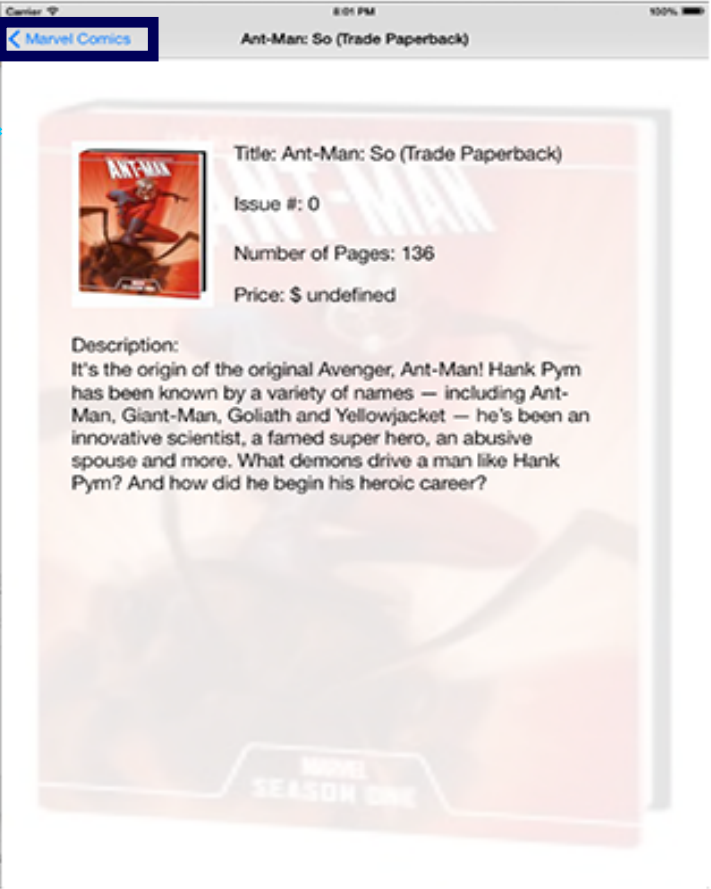 Carrier 8:01 PM 100%
Marvel Comics Ant-Man: So (Trade Paperback)
Title: Ant-Man: So (Trade Paperback)
ANT-MAN
Issue #: 0
ANT-MAN
Number of Pages: 136
Price: $ undefined
Description:
It's the origin of the original Avenger, Ant-Man! Hank Pym
has been known by a variety of names — including Ant-
Man, Giant-Man, Goliath and Yellowjacket — he's been an
innovative scientist, a famed super hero, an abusive
spouse and more. What demons drive a man like Hank
Pym? And how did he begin his heroic career?
MARVEL
SEASON ONE